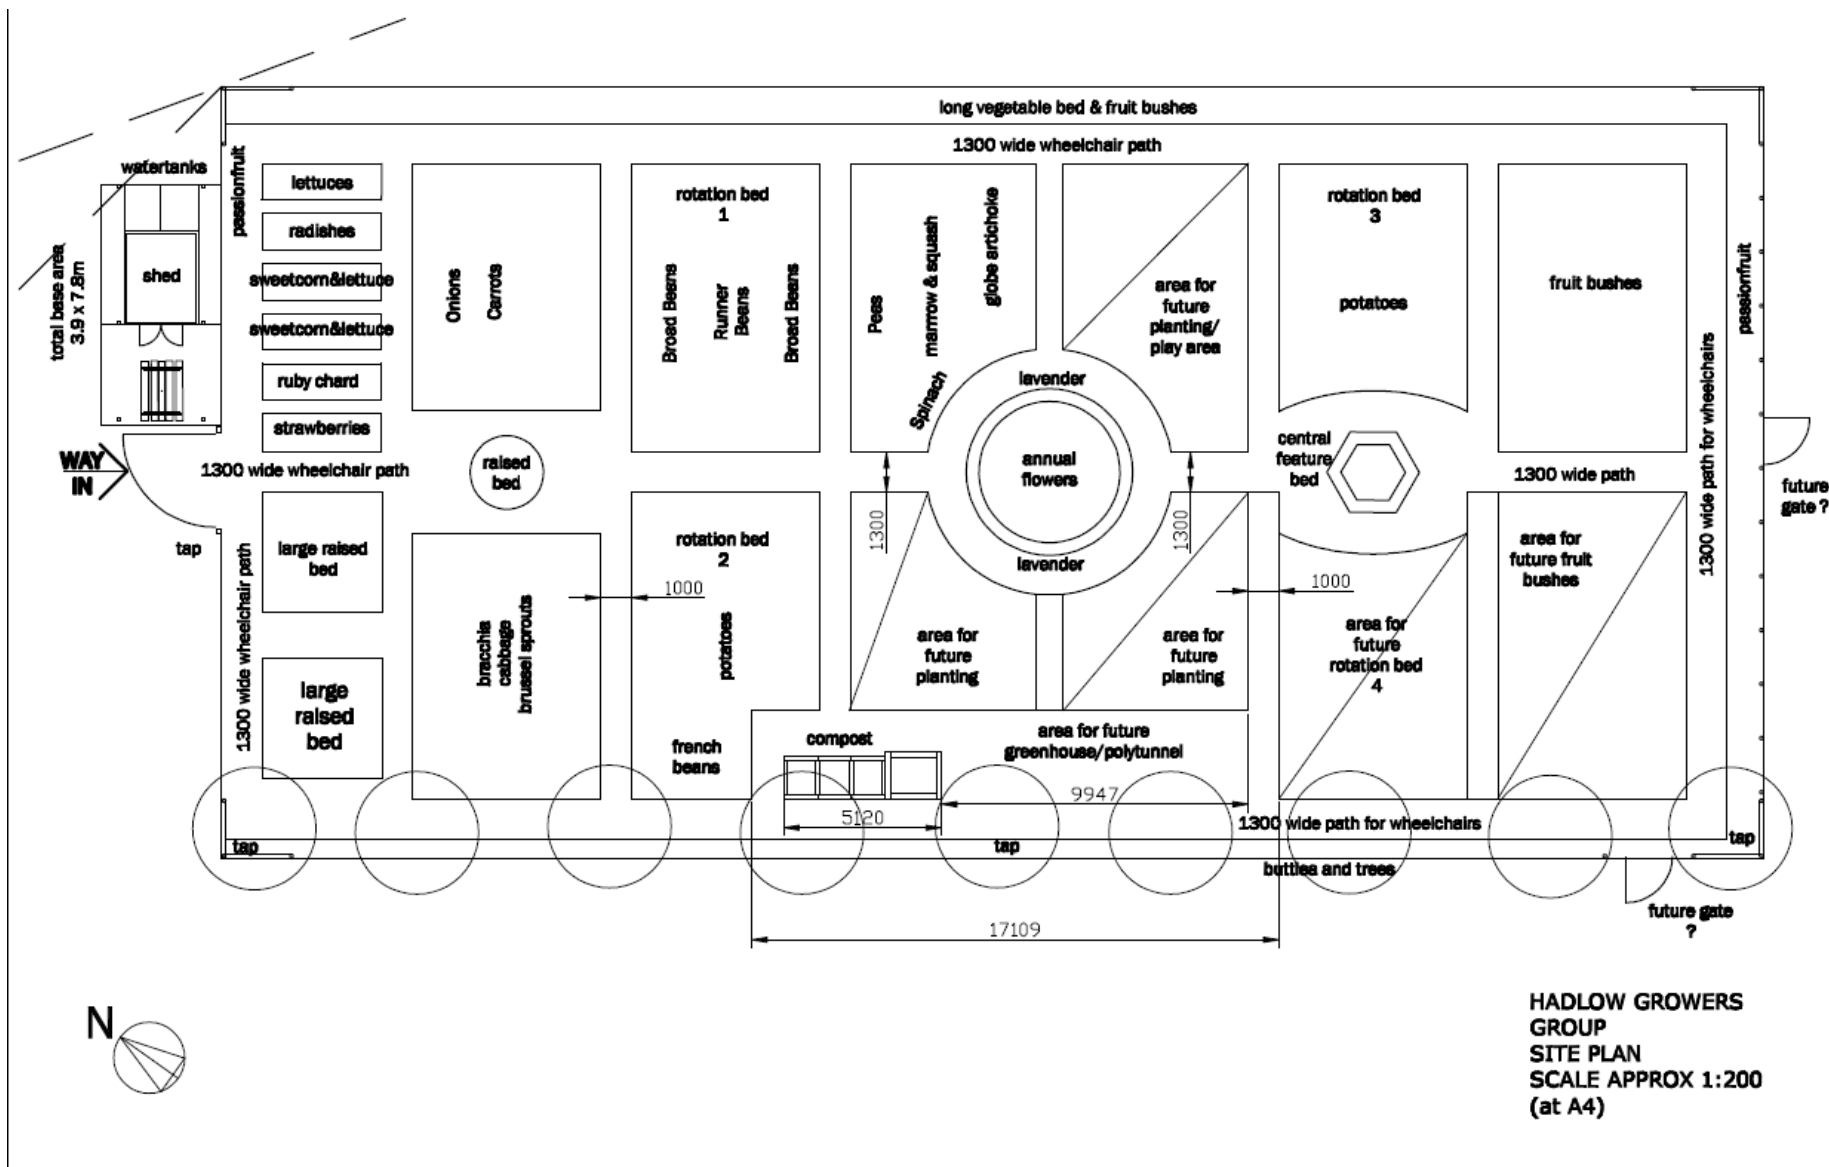 long vegetable bed & fruit bushes
1300 wide wheelchair path
watertanks
passionfruit
total base area
3.9 x 7.8m
shed
lettuces
radishes
sweetcorn&lettuce
sweetcorn&lettuce
ruby chard
strawberries
Onions
Carrots
rotation bed
1
Broad Beans
Runner
Beans
Broad Beans
Peas
marrrow & squash
globe artichoke
Spinach
area for
future
planting/
play area
rotation bed
3
potatoes
fruit bushes
passionfruit
1300 wide path for wheelchairs
WAY
IN
1300 wide wheelchair path
raised
bed
lavender
annual
flowers
lavender
central
feature
bed
1300 wide path
future
gate ?
tap
1300 wide wheelchair path
large raised
bed
large
raised
bed
bracchia
cabbage
brussel sprouts
1000
rotation bed
2
potatoes
french
beans
1300
1300
area for
future
planting
area for
future
planting
1000
area for
future
rotation bed
4
area for
future fruit
bushes
compost
area for future
greenhouse/polytunnel
9947
5120
1300 wide path for wheelchairs
tap
tap
tap
buttlea and trees
future gate
?
17109
N
HADLOW GROWERS
GROUP
SITE PLAN
SCALE APPROX 1:200
(at A4)